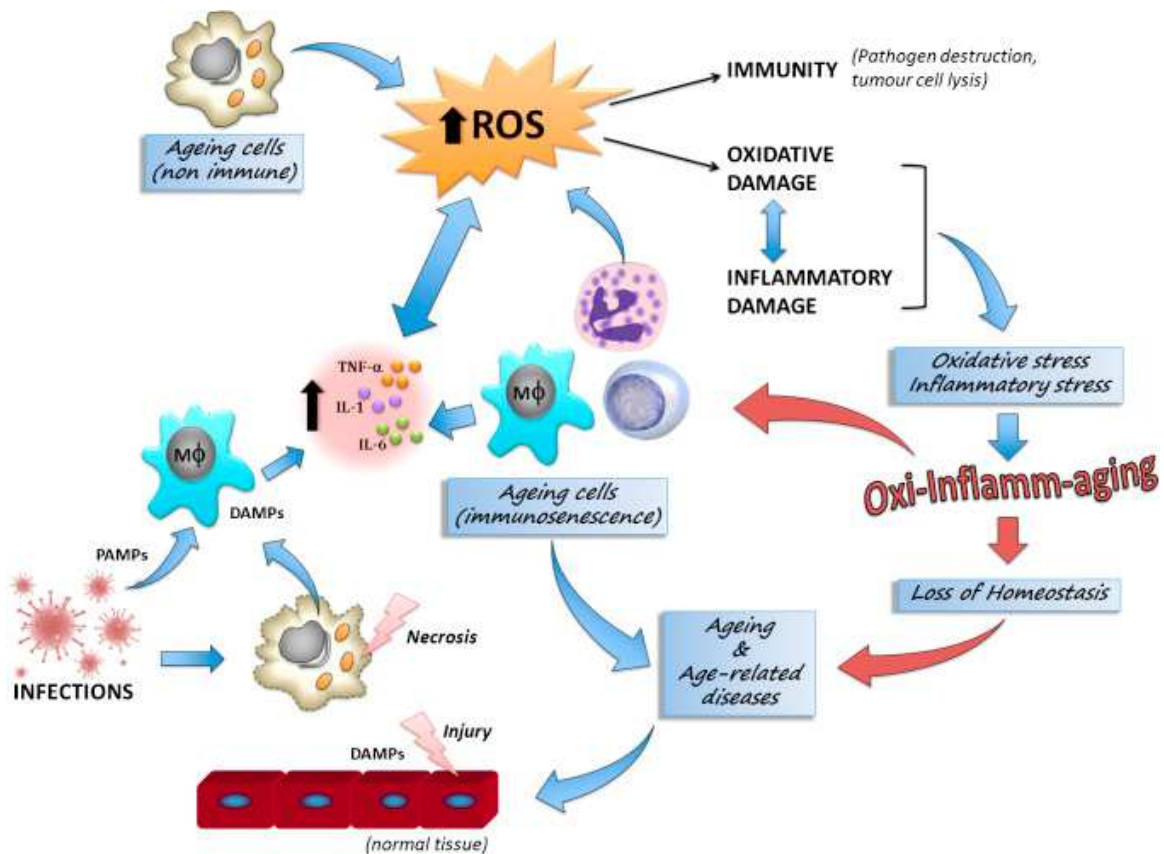 ROS
IMMUNITY
(Pathogen destruction,
tumour cell lysis)
Ageing cells
(non immune)
OXIDATIVE
DAMAGE
INFLAMMATORY
DAMAGE
Oxidative stress
Inflammatory stress
TNF-α
IL-1
IL-6
Mϕ
Mϕ
DAMPs
Ageing cells
(immunosenescence)
Oxi-Inflamm-aging
PAMPs
Loss of Homeostasis
Necrosis
INFECTIONS
Ageing
&
Age-related
diseases
Injury
DAMPs
(normal tissue)